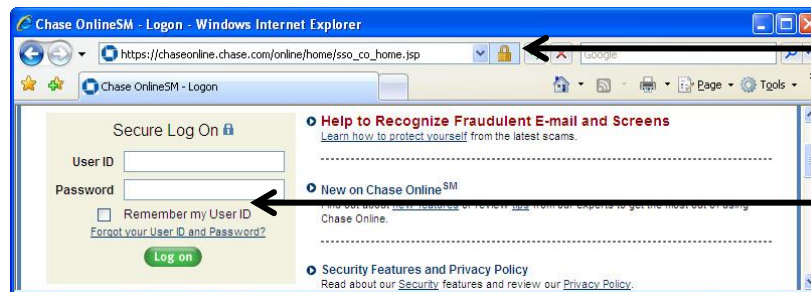 Chase OnlineSM - Logon - Windows Internet Explorer
https://chaseonline.chase.com/online/home/sso_co_home.jsp
Google
Chase OnlineSM - Logon
Page
Tools
Secure Log On
User ID
Password
Remember my User ID
Forgot your User ID and Password?
Log on
Help to Recognize Fraudulent E-mail and Screens
Learn how to protect yourself from the latest scams.
New on Chase Online SM
Find out about new features or review tips from our experts to get the most out of using
Chase Online.
Security Features and Privacy Policy
Read about our Security features and review our Privacy Policy.